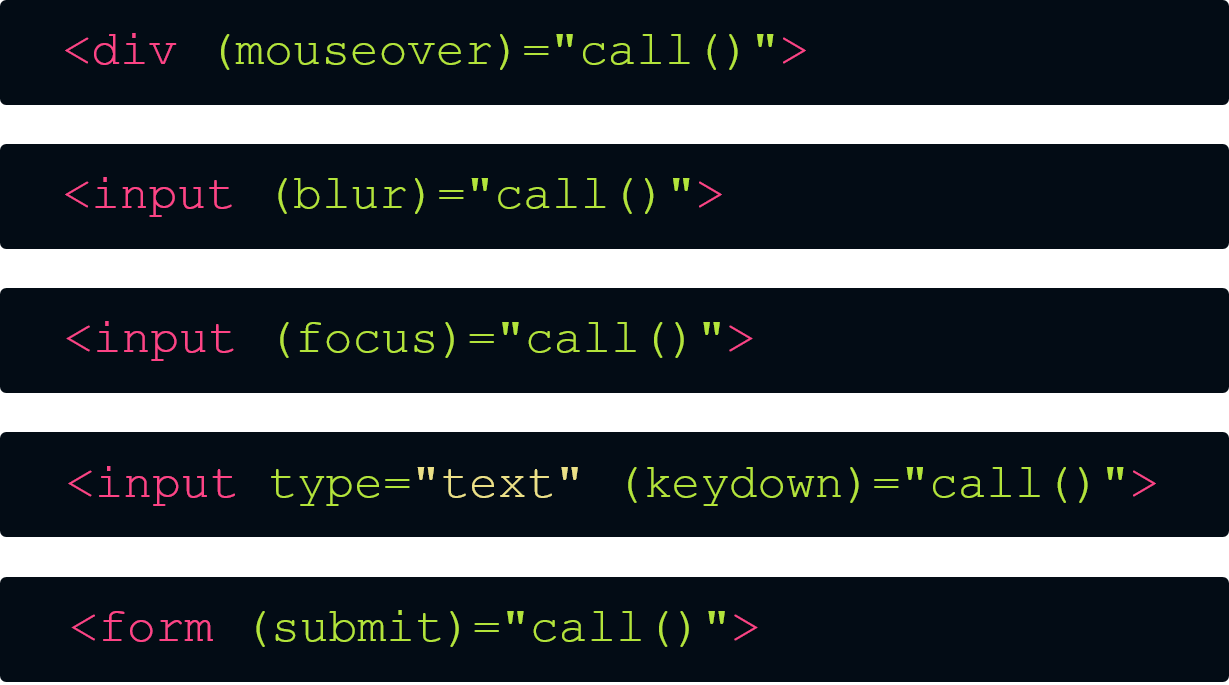 <div (mouseover)="call()">
<input (blur)="call()">
<input (focus)="call()">
<input type="text" (keydown)="call()">
<form (submit)="call()">